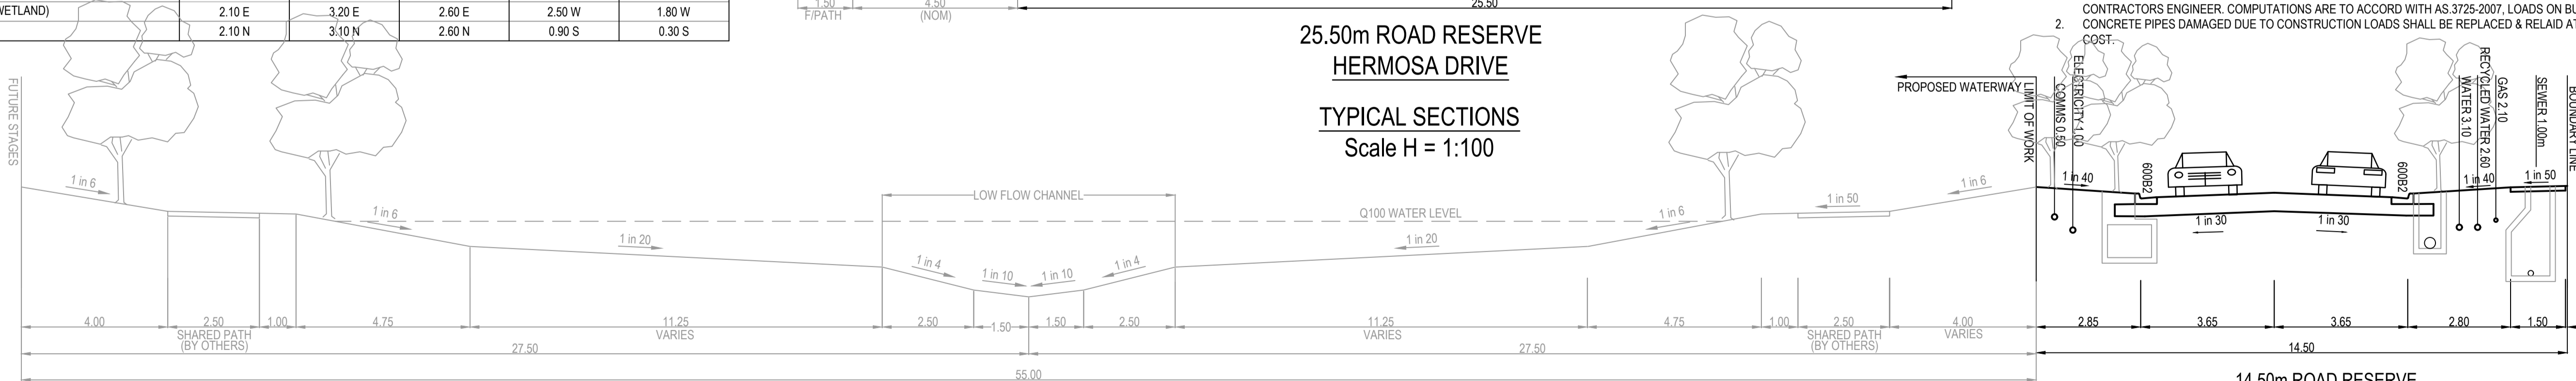 WETLAND) 2.10 E 3.20 E 2.60 E 2.50 W 1.80 W
2.10 N 3.10 N 2.60 N 0.90 S 0.30 S
1.50 4.50 25.50
F/PATH (NOM)
25.50m ROAD RESERVE
HERMOSA DRIVE
TYPICAL SECTIONS
Scale H = 1:100
CONTRACTORS ENGINEER. COMPUTATIONS ARE TO ACCORD WITH AS.3725-2007, LOADS ON BU
2. CONCRETE PIPES DAMAGED DUE TO CONSTRUCTION LOADS SHALL BE REPLACED & RELAID AT
COST.
FUTURE STAGES
1 in 6
1 in 6
1 in 20
LOW FLOW CHANNEL
1 in 4
1 in 10
1 in 10
1 in 4
Q100 WATER LEVEL
1 in 20
1 in 6
1 in 50
1 in 6
PROPOSED WATERWAY
LIMIT OF WORK
COMMS 0.50
ELECTRICITY 1.00
1 in 40
600B2
1 in 30
1 in 30
600B2
WATER 3.10
RECYCLED WATER 2.60
GAS 2.10
1 in 40
SEWER 1.00m
1 in 50
BOUNDARY LINE
4.00 2.50 1.00 4.75 11.25 2.50 1.50 1.50 2.50 11.25 4.75 1.00 2.50 4.00 2.85 3.65 3.65 2.80 1.50
SHARED PATH VARIES VARIES SHARED PATH VARIES
(BY OTHERS) (BY OTHERS)
27.50 27.50 14.50
55.00
14.50m ROAD RESERVE